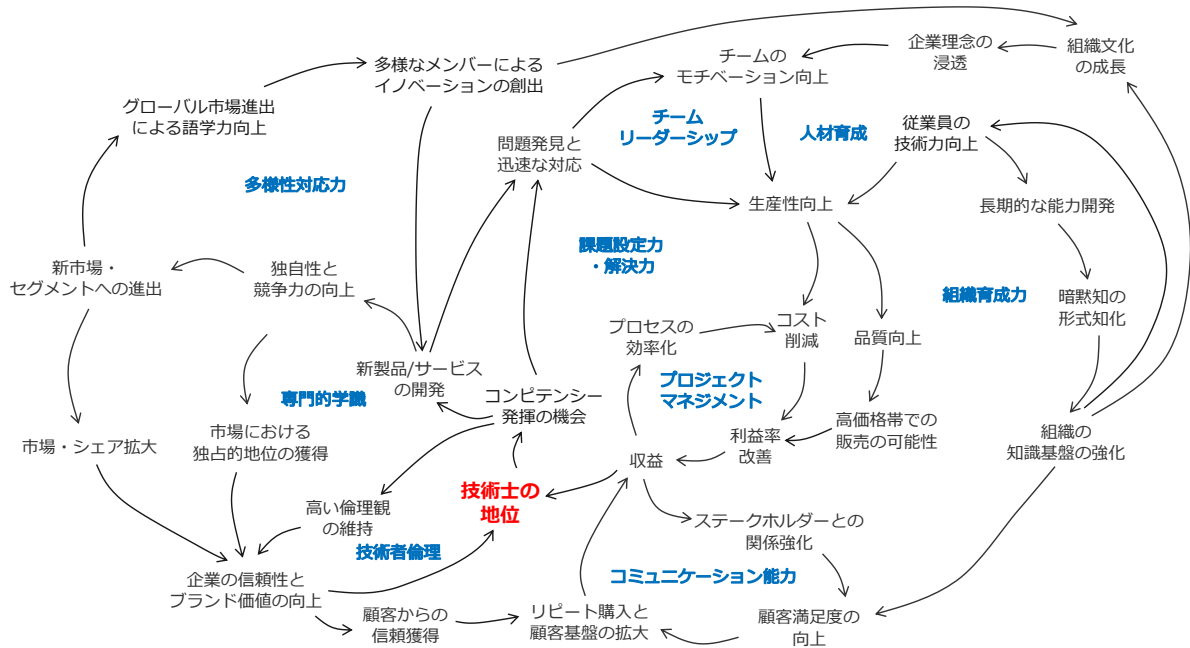 多様なメンバーによる
イノベーションの創出
チームの
モチベーション向上
企業理念の
浸透
組織文化
の成長
グローバル市場進出
による語学力向上
チーム
リーダーシップ
人材育成
従業員の
技術力向上
問題発見と
迅速な対応
多様性対応力
生産性向上
長期的な能力開発
課題設定力
・解決力
新市場・
セグメントへの進出
独自性と
競争力の向上
組織育成力
暗黙知の
形式知化
プロセスの
効率化
コスト
削減
品質向上
新製品/サービス
の開発
コンピテンシー
発揮の機会
プロジェクト
マネジメント
専門的学識
市場・シェア拡大
市場における
独占的地位の獲得
収益
利益率
改善
高価格帯での
販売の可能性
組織の
知識基盤の強化
技術士の
地位
高い倫理観
の維持
ステークホルダーとの
関係強化
技術者倫理
企業の信頼性と
ブランド価値の向上
コミュニケーション能力
顧客からの
信頼獲得
リピート購入と
顧客基盤の拡大
顧客満足度の
向上